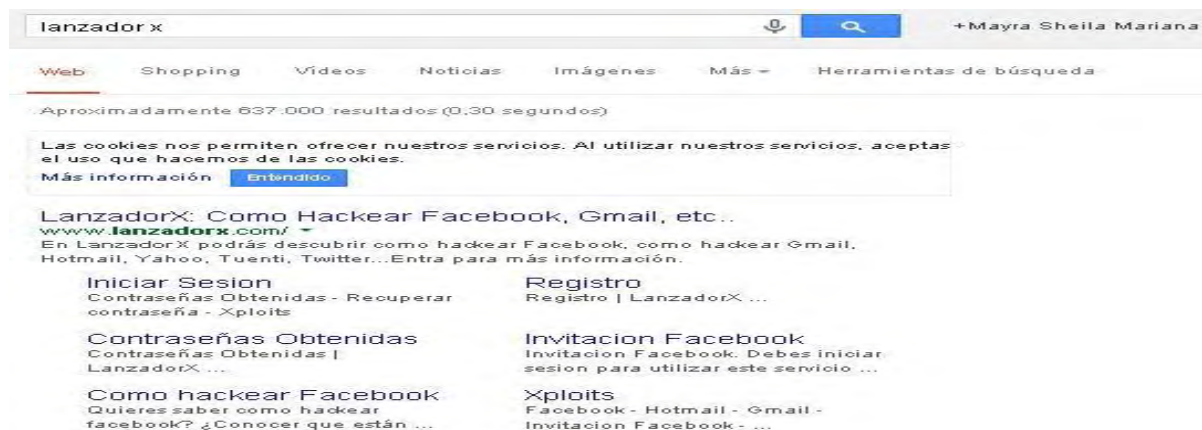 lanzador x
+Mayra Sheila Mariana
Web Shopping Vídeos Noticias Imágenes Más Herramientas de búsqueda
Aproximadamente 637.000 resultados (0,30 segundos)
Las cookies nos permiten ofrecer nuestros servicios. Al utilizar nuestros servicios, aceptas
el uso que hacemos de las cookies.
Más información Entendido
LanzadorX: Como Hackear Facebook, Gmail, etc..
www.lanzadorx.com/
En LanzadorX podrás descubrir como hackear Facebook, como hackear Gmail,
Hotmail, Yahoo, Tuenti, Twitter...Entra para más información.
Iniciar Sesion
Contraseñas Obtenidas - Recuperar
contraseña - Xploits
Registro
Registro | LanzadorX ...
Contraseñas Obtenidas
Contraseñas Obtenidas |
LanzadorX ...
Invitacion Facebook
Invitacion Facebook. Debes iniciar
sesion para utilizar este servicio ...
Como hackear Facebook
Quieres saber como hackear
facebook? ¿Conocer que están ...
Xploits
Facebook - Hotmail - Gmail -
Invitacion Facebook - ...